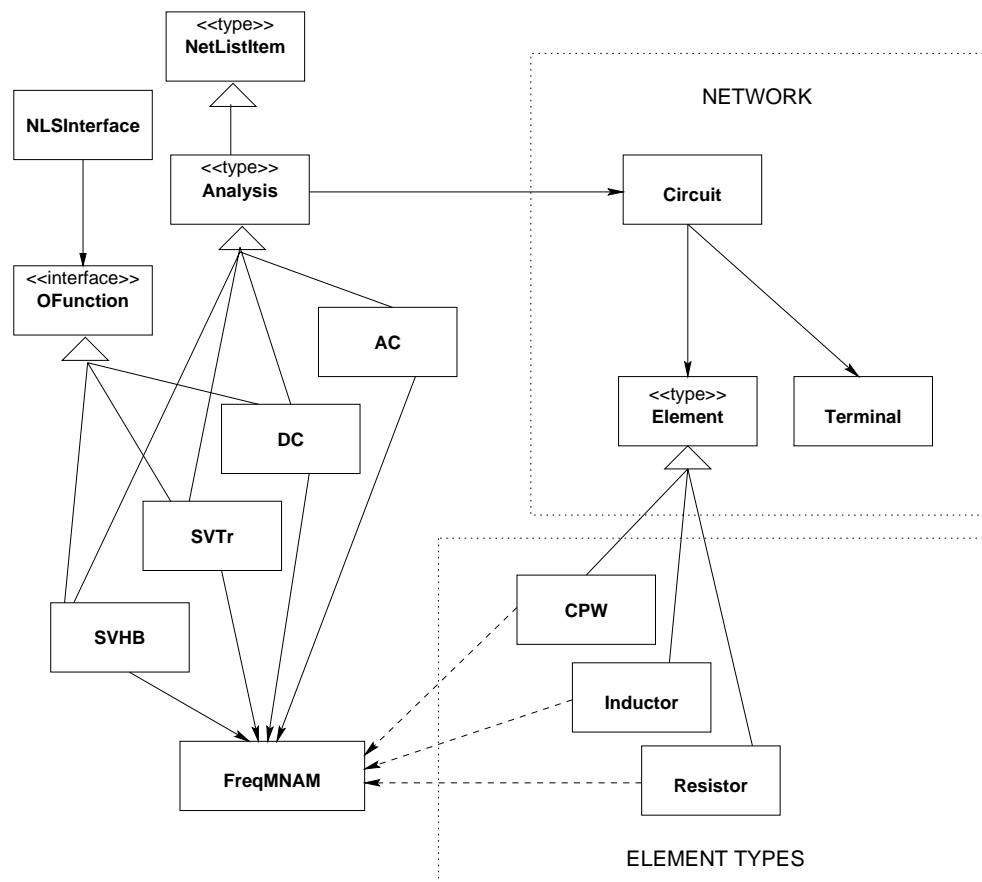 <<type>>
NetListItem
NETWORK
NLSInterface
<<type>>
Analysis
Circuit
<<interface>>
OFunction
AC
<<type>>
Element
Terminal
DC
SVTr
CPW
SVHB
Inductor
FreqMNAM
Resistor
ELEMENT TYPES